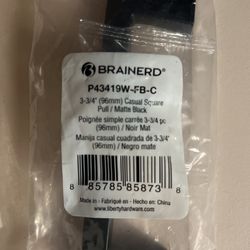 BRAINERD®
P43419W-FB-C
3-3/4" (96mm) Casual Square
Pull / Matte Black
Poignée simple carrée 3-3/4 po
(96mm) / Noir Mat
Manija casual cuadrada de 3-3/4"
(96mm) / Negro mate
8 85785 85873 8
Made in - Fabriqué en - Hecho en: China
www.libertyhardware.com